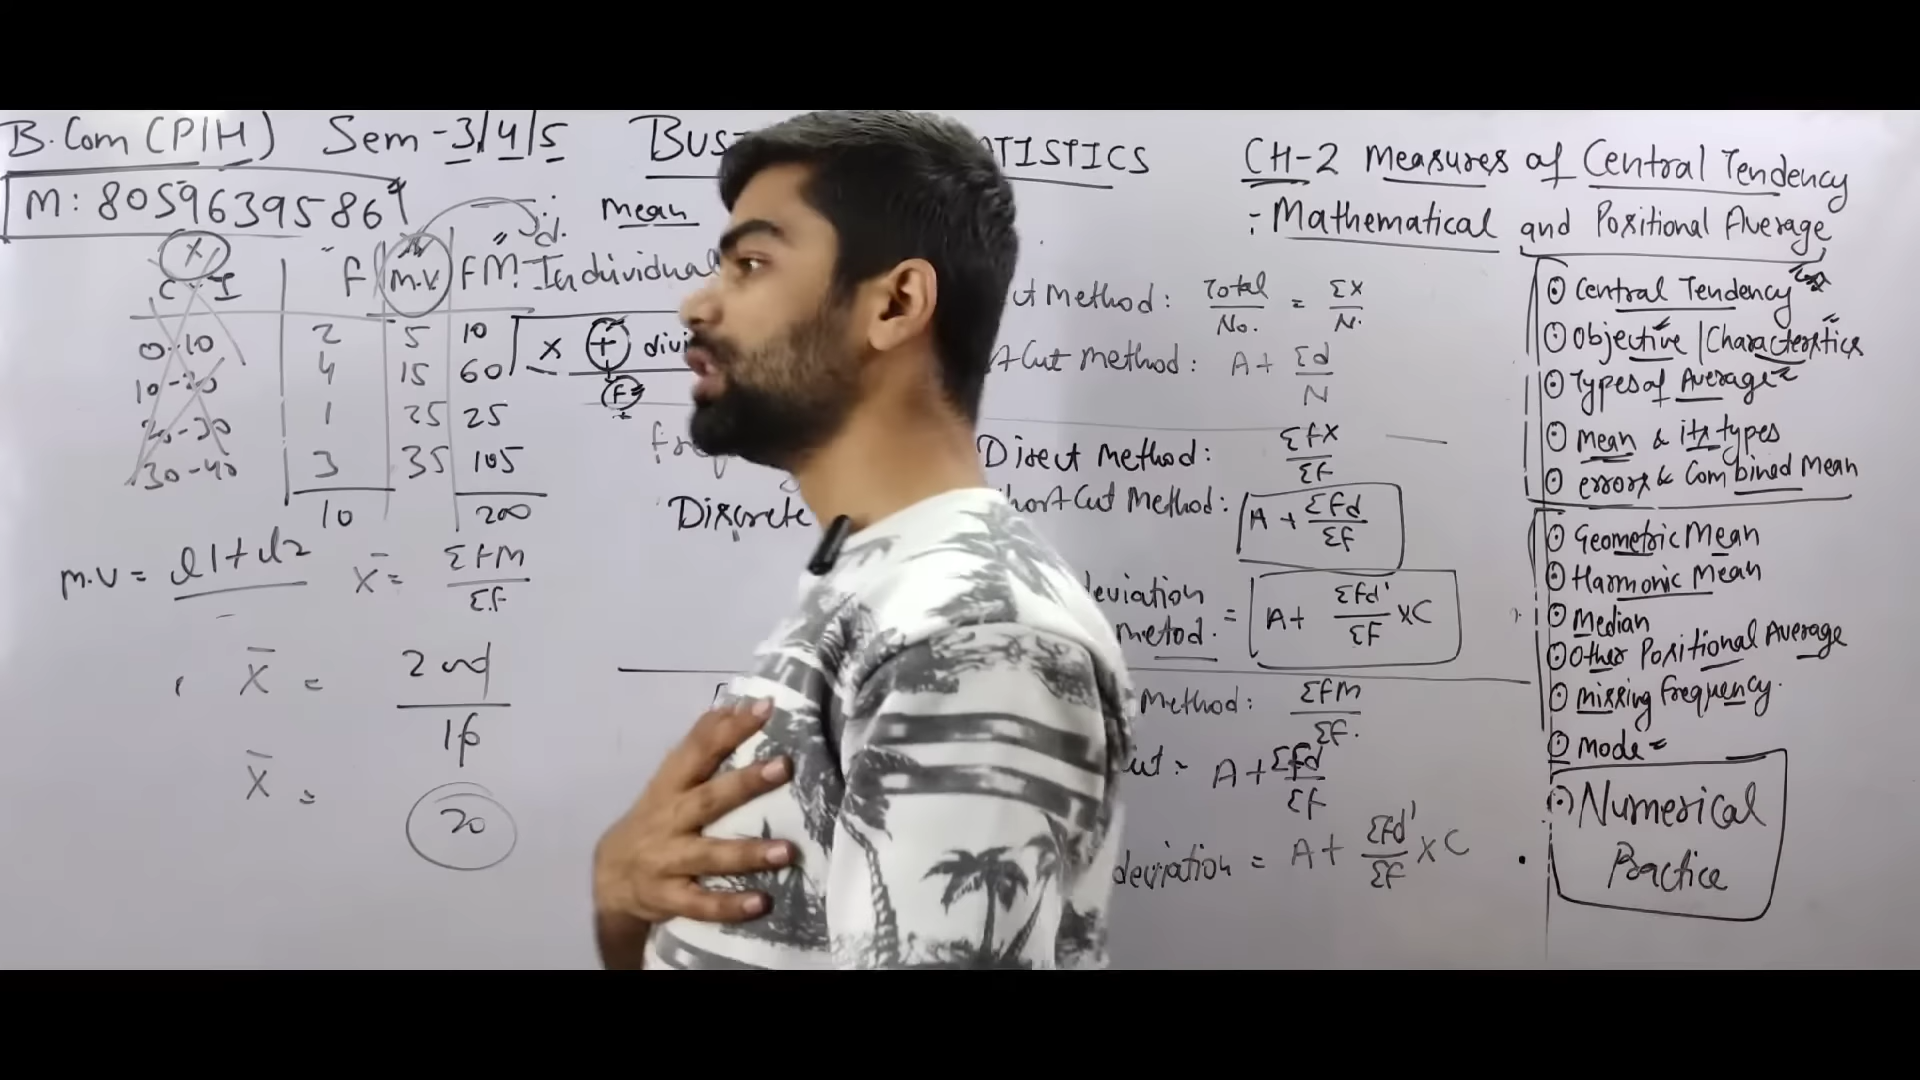 B.Com (P/H) Sem-3/4/5
BUS
TISTICS
CH-2 Measures of Central Tendency
: Mathematical and Positional Average
M: 8059639586
Mean
X
C.I F M.V FM
0-10 2 5 10
10-20 4 15 60
20-30 1 25 25
30-40 3 35 105
10 200
M.V = l1+l2
X̄ = ΣfM / Σf
X̄ = 200 / 10
X̄ = 20
Individual
X + divi
F
Method: Total / No. = ΣX / N.
Cut Method: A + Σd / N
Discrete
Direct Method: Σfx / Σf
Short Cut Method: A + Σfd / Σf
deviation metod. = A + Σfd' / Σf × C
Method: ΣfM / Σf.
A + Σfd / Σf
deviation = A + Σfd' / Σf × C
Central Tendency
Objective / Characteristics
Types of Average
Mean & its types
errors & Combined Mean
Geometric Mean
Harmonic Mean
Median
Other Positional Average
Missing frequency.
Mode
Numerical
Practice